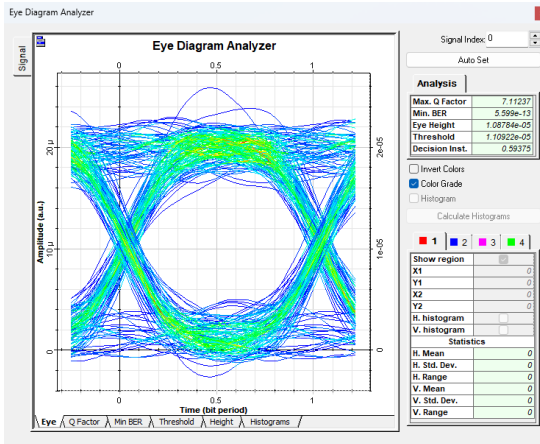 Eye Diagram Analyzer
Signal
Eye Diagram Analyzer
0 0.5 1
Amplitude (a.u.)
20 µ
10 µ
0
2e-05
1e-05
0
0 0.5 1
Time (bit period)
Eye Q Factor Min BER Threshold Height Histograms
Signal Index: 0
Auto Set
Analysis
Max. Q Factor 7.11237
Min. BER 5.599e-13
Eye Height 1.08784e-05
Threshold 1.10922e-05
Decision Inst. 0.59375
Invert Colors
Color Grade
Histogram
Calculate Histograms
1 2 3 4
Show region
X1 0
Y1 0
X2 0
Y2 0
H. histogram
V. histogram
Statistics
H. Mean 0
H. Std. Dev. 0
H. Range 0
V. Mean 0
V. Std. Dev. 0
V. Range 0